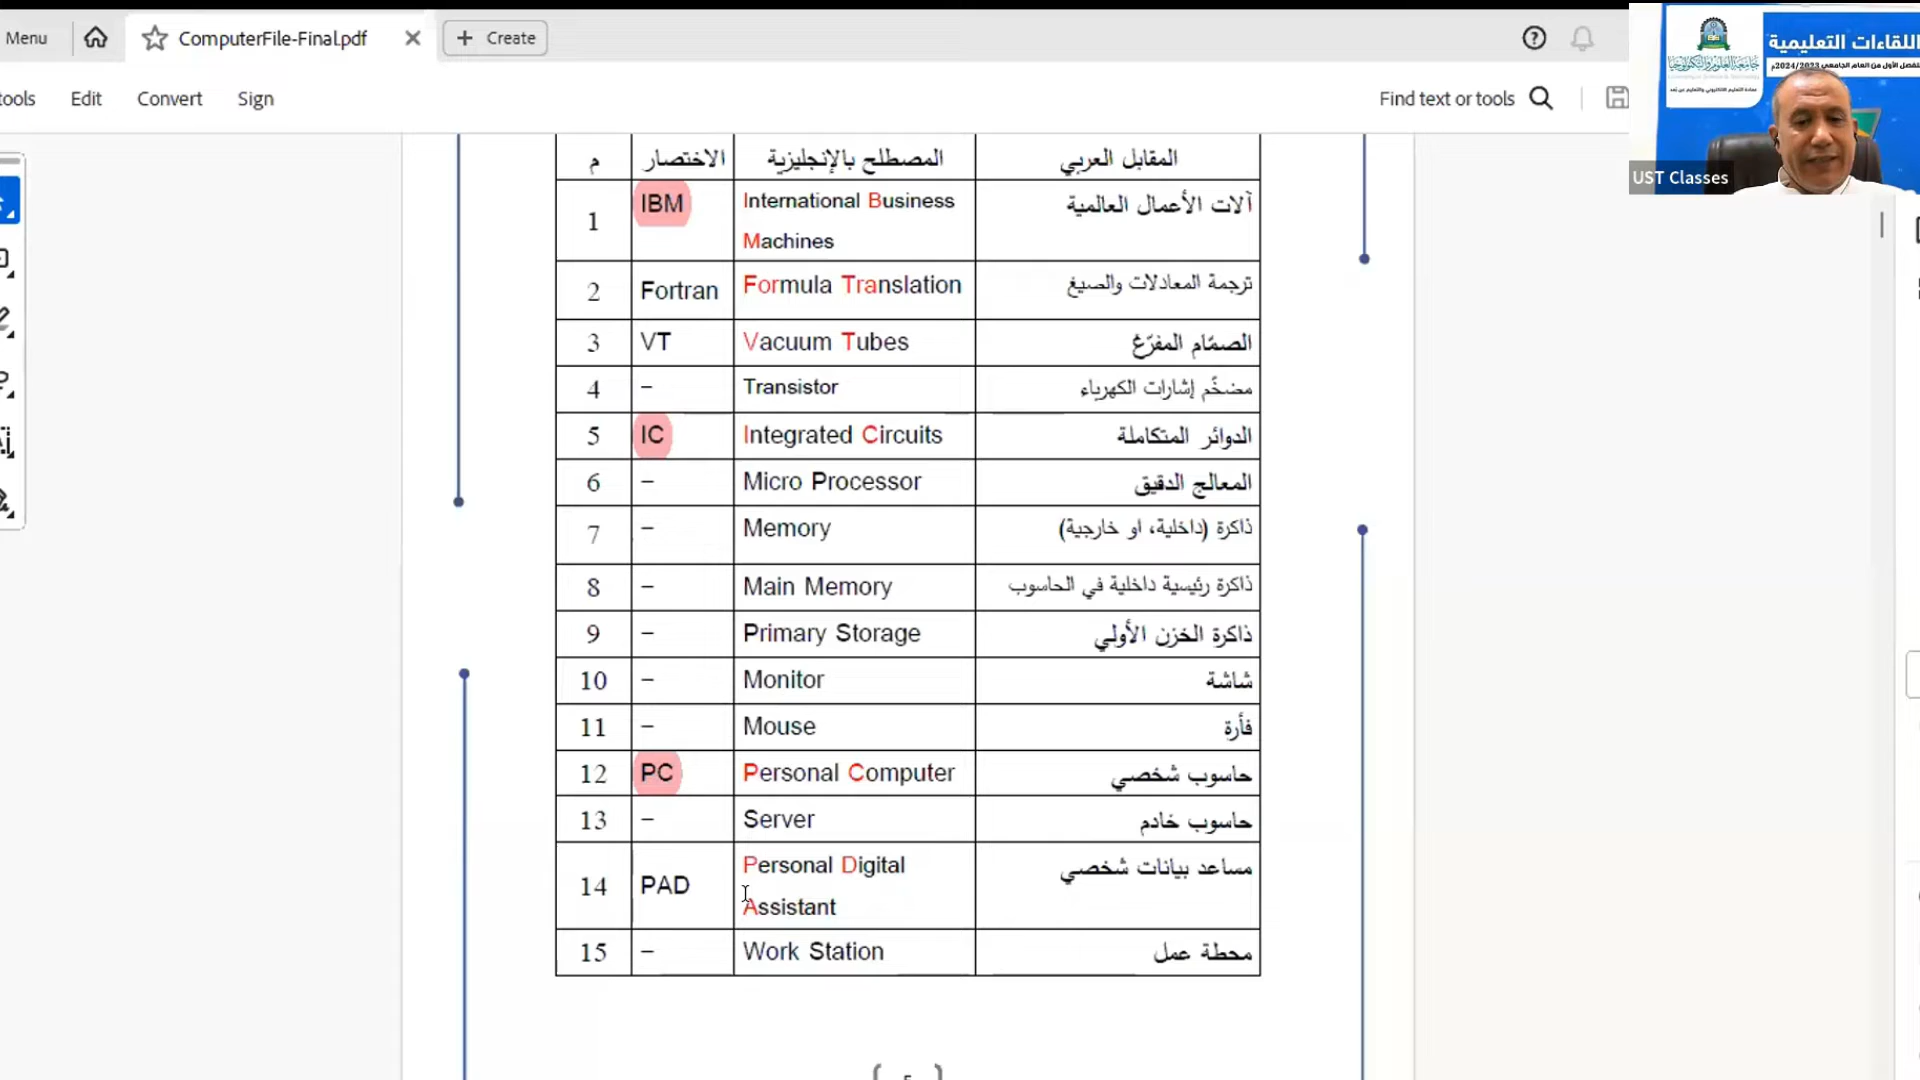 Menu
ComputerFile-Final.pdf
Create
Edit
Convert
Sign
Find text or tools
اللقاءات التعليمية
UST Classes
م	الاختصار	المصطلح بالإنجليزية	المقابل العربي
1	IBM	International Business Machines	آلات الأعمال العالمية
2	Fortran	Formula Translation	ترجمة المعادلات والصيغ
3	VT	Vacuum Tubes	الصمّام المفرّغ
4	–	Transistor	مضخّم إشارات الكهرباء
5	IC	Integrated Circuits	الدوائر المتكاملة
6	–	Micro Processor	المعالج الدقيق
7	–	Memory	ذاكرة (داخلية، او خارجية)
8	–	Main Memory	ذاكرة رئيسية داخلية في الحاسوب
9	–	Primary Storage	ذاكرة الخزن الأولي
10	–	Monitor	شاشة
11	–	Mouse	فأرة
12	PC	Personal Computer	حاسوب شخصي
13	–	Server	حاسوب خادم
14	PAD	Personal Digital Assistant	مساعد بيانات شخصي
15	–	Work Station	محطة عمل